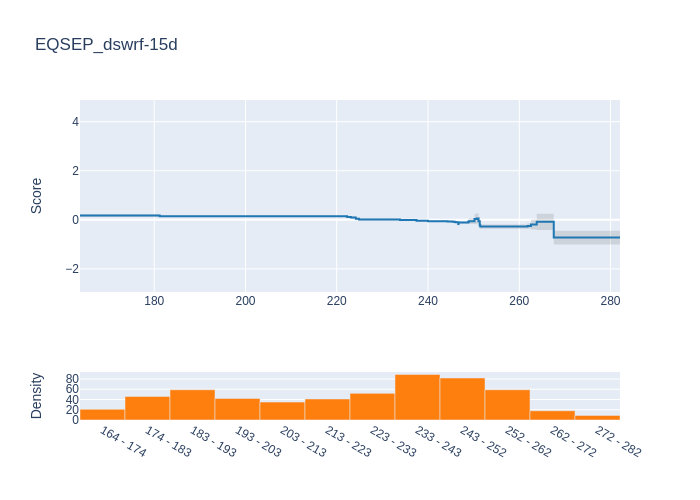 EQSEP_dswrf-15d
Score
4
2
0
−2
180 200 220 240 260 280
Density
80
60
40
20
0
164 - 174 174 - 183 183 - 193 193 - 203 203 - 213 213 - 223 223 - 233 233 - 243 243 - 252 252 - 262 262 - 272 272 - 282